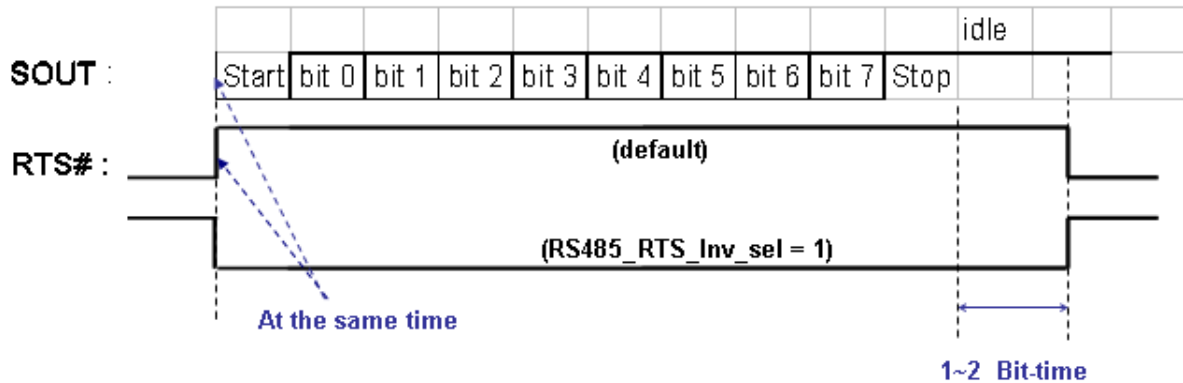 idle
SOUT : Start bit 0 bit 1 bit 2 bit 3 bit 4 bit 5 bit 6 bit 7 Stop
(default)
RTS# :
(RS485_RTS_Inv_sel = 1)
At the same time
1~2 Bit-time